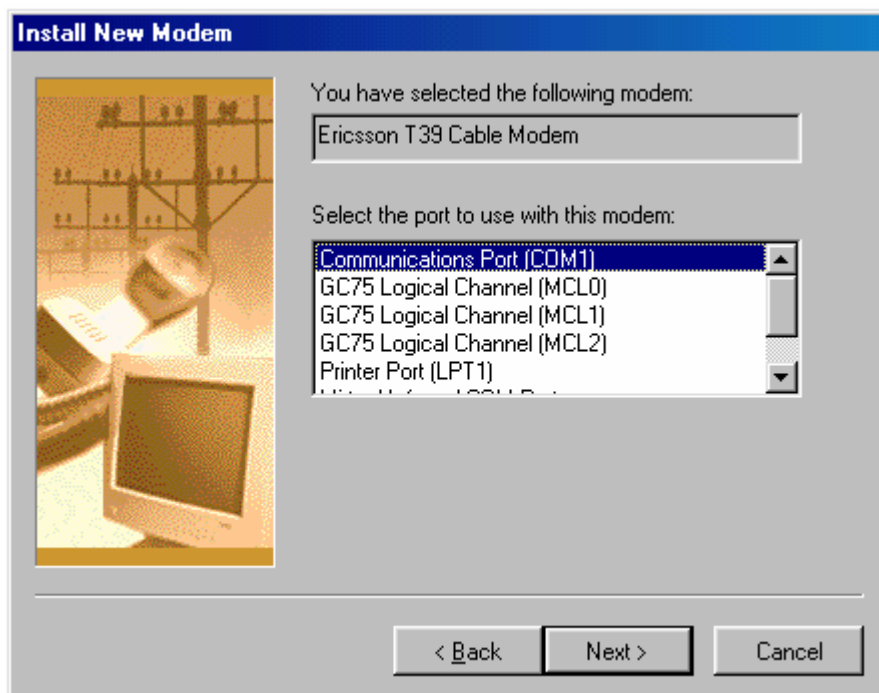 Install New Modem
You have selected the following modem:
Ericsson T39 Cable Modem
Select the port to use with this modem:
Communications Port (COM1)
GC75 Logical Channel (MCL0)
GC75 Logical Channel (MCL1)
GC75 Logical Channel (MCL2)
Printer Port (LPT1)
< Back Next > Cancel